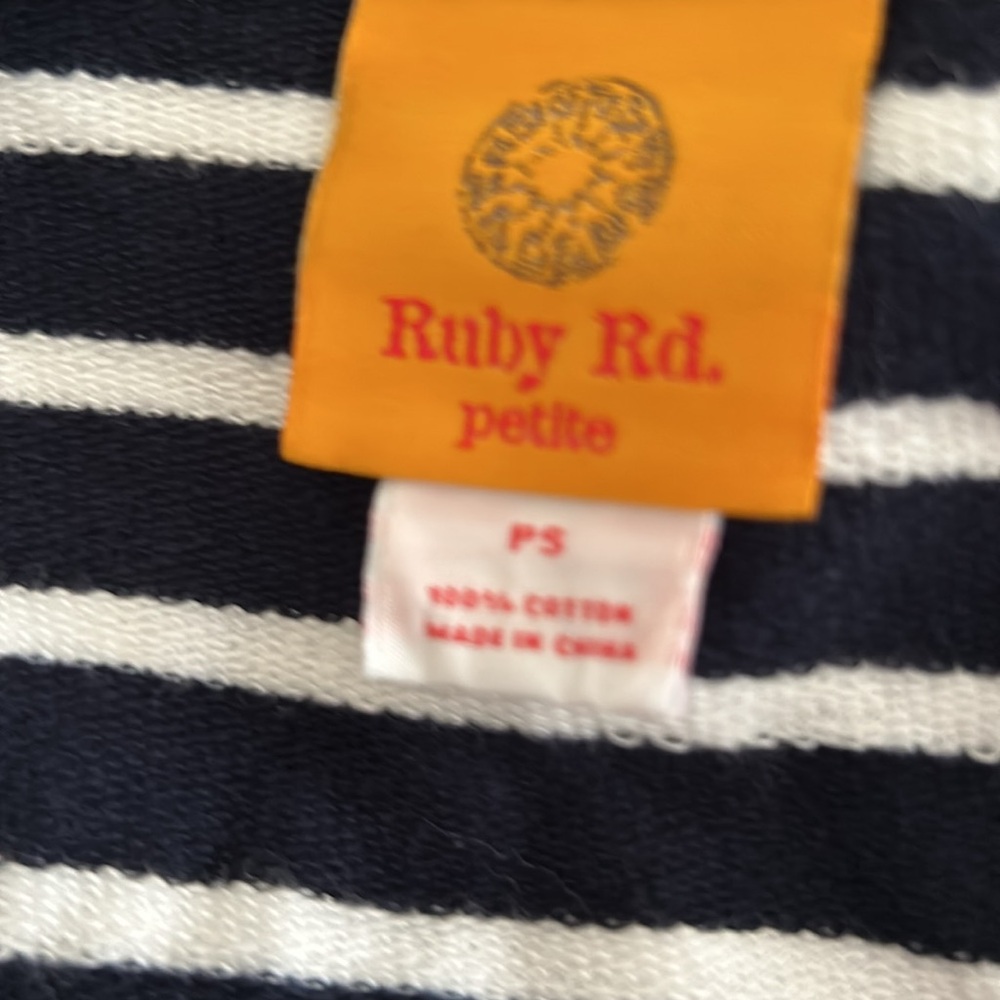 Ruby Rd.
petite
PS
100% COTTON
MADE IN CHINA